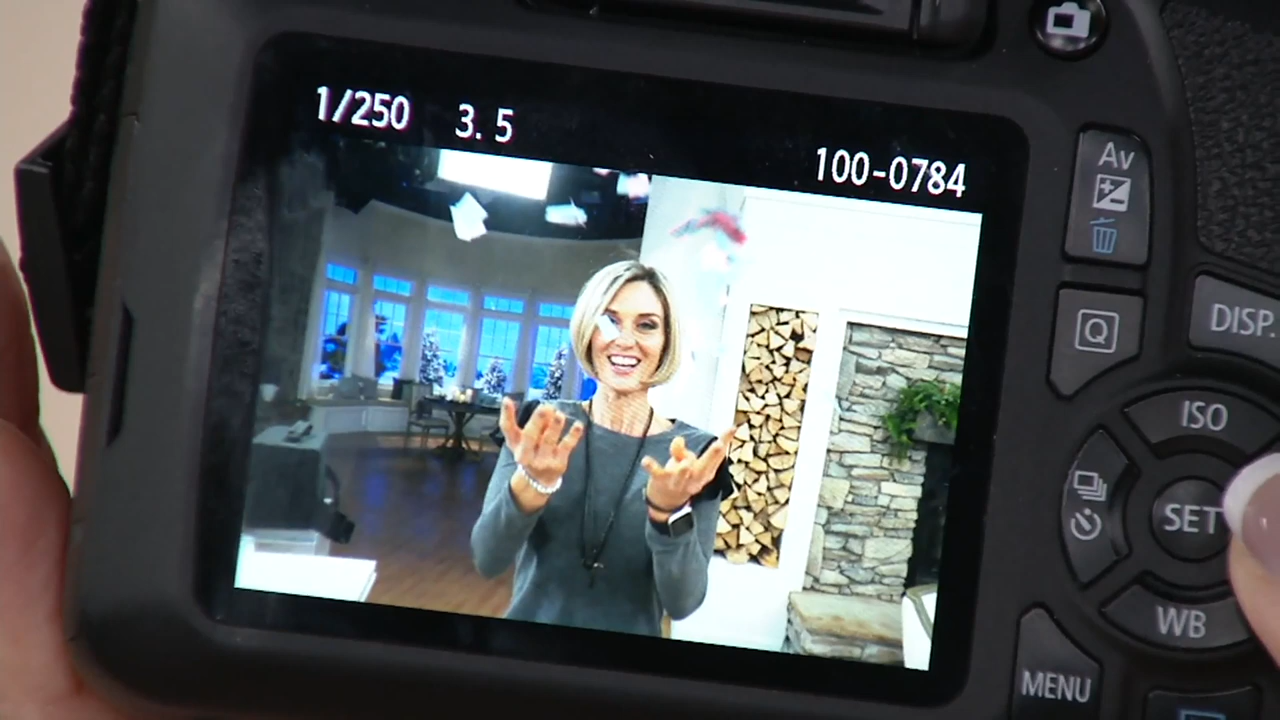 1/250 3.5
100-0784
Av
Q
DISP.
ISO
SET
WB
MENU